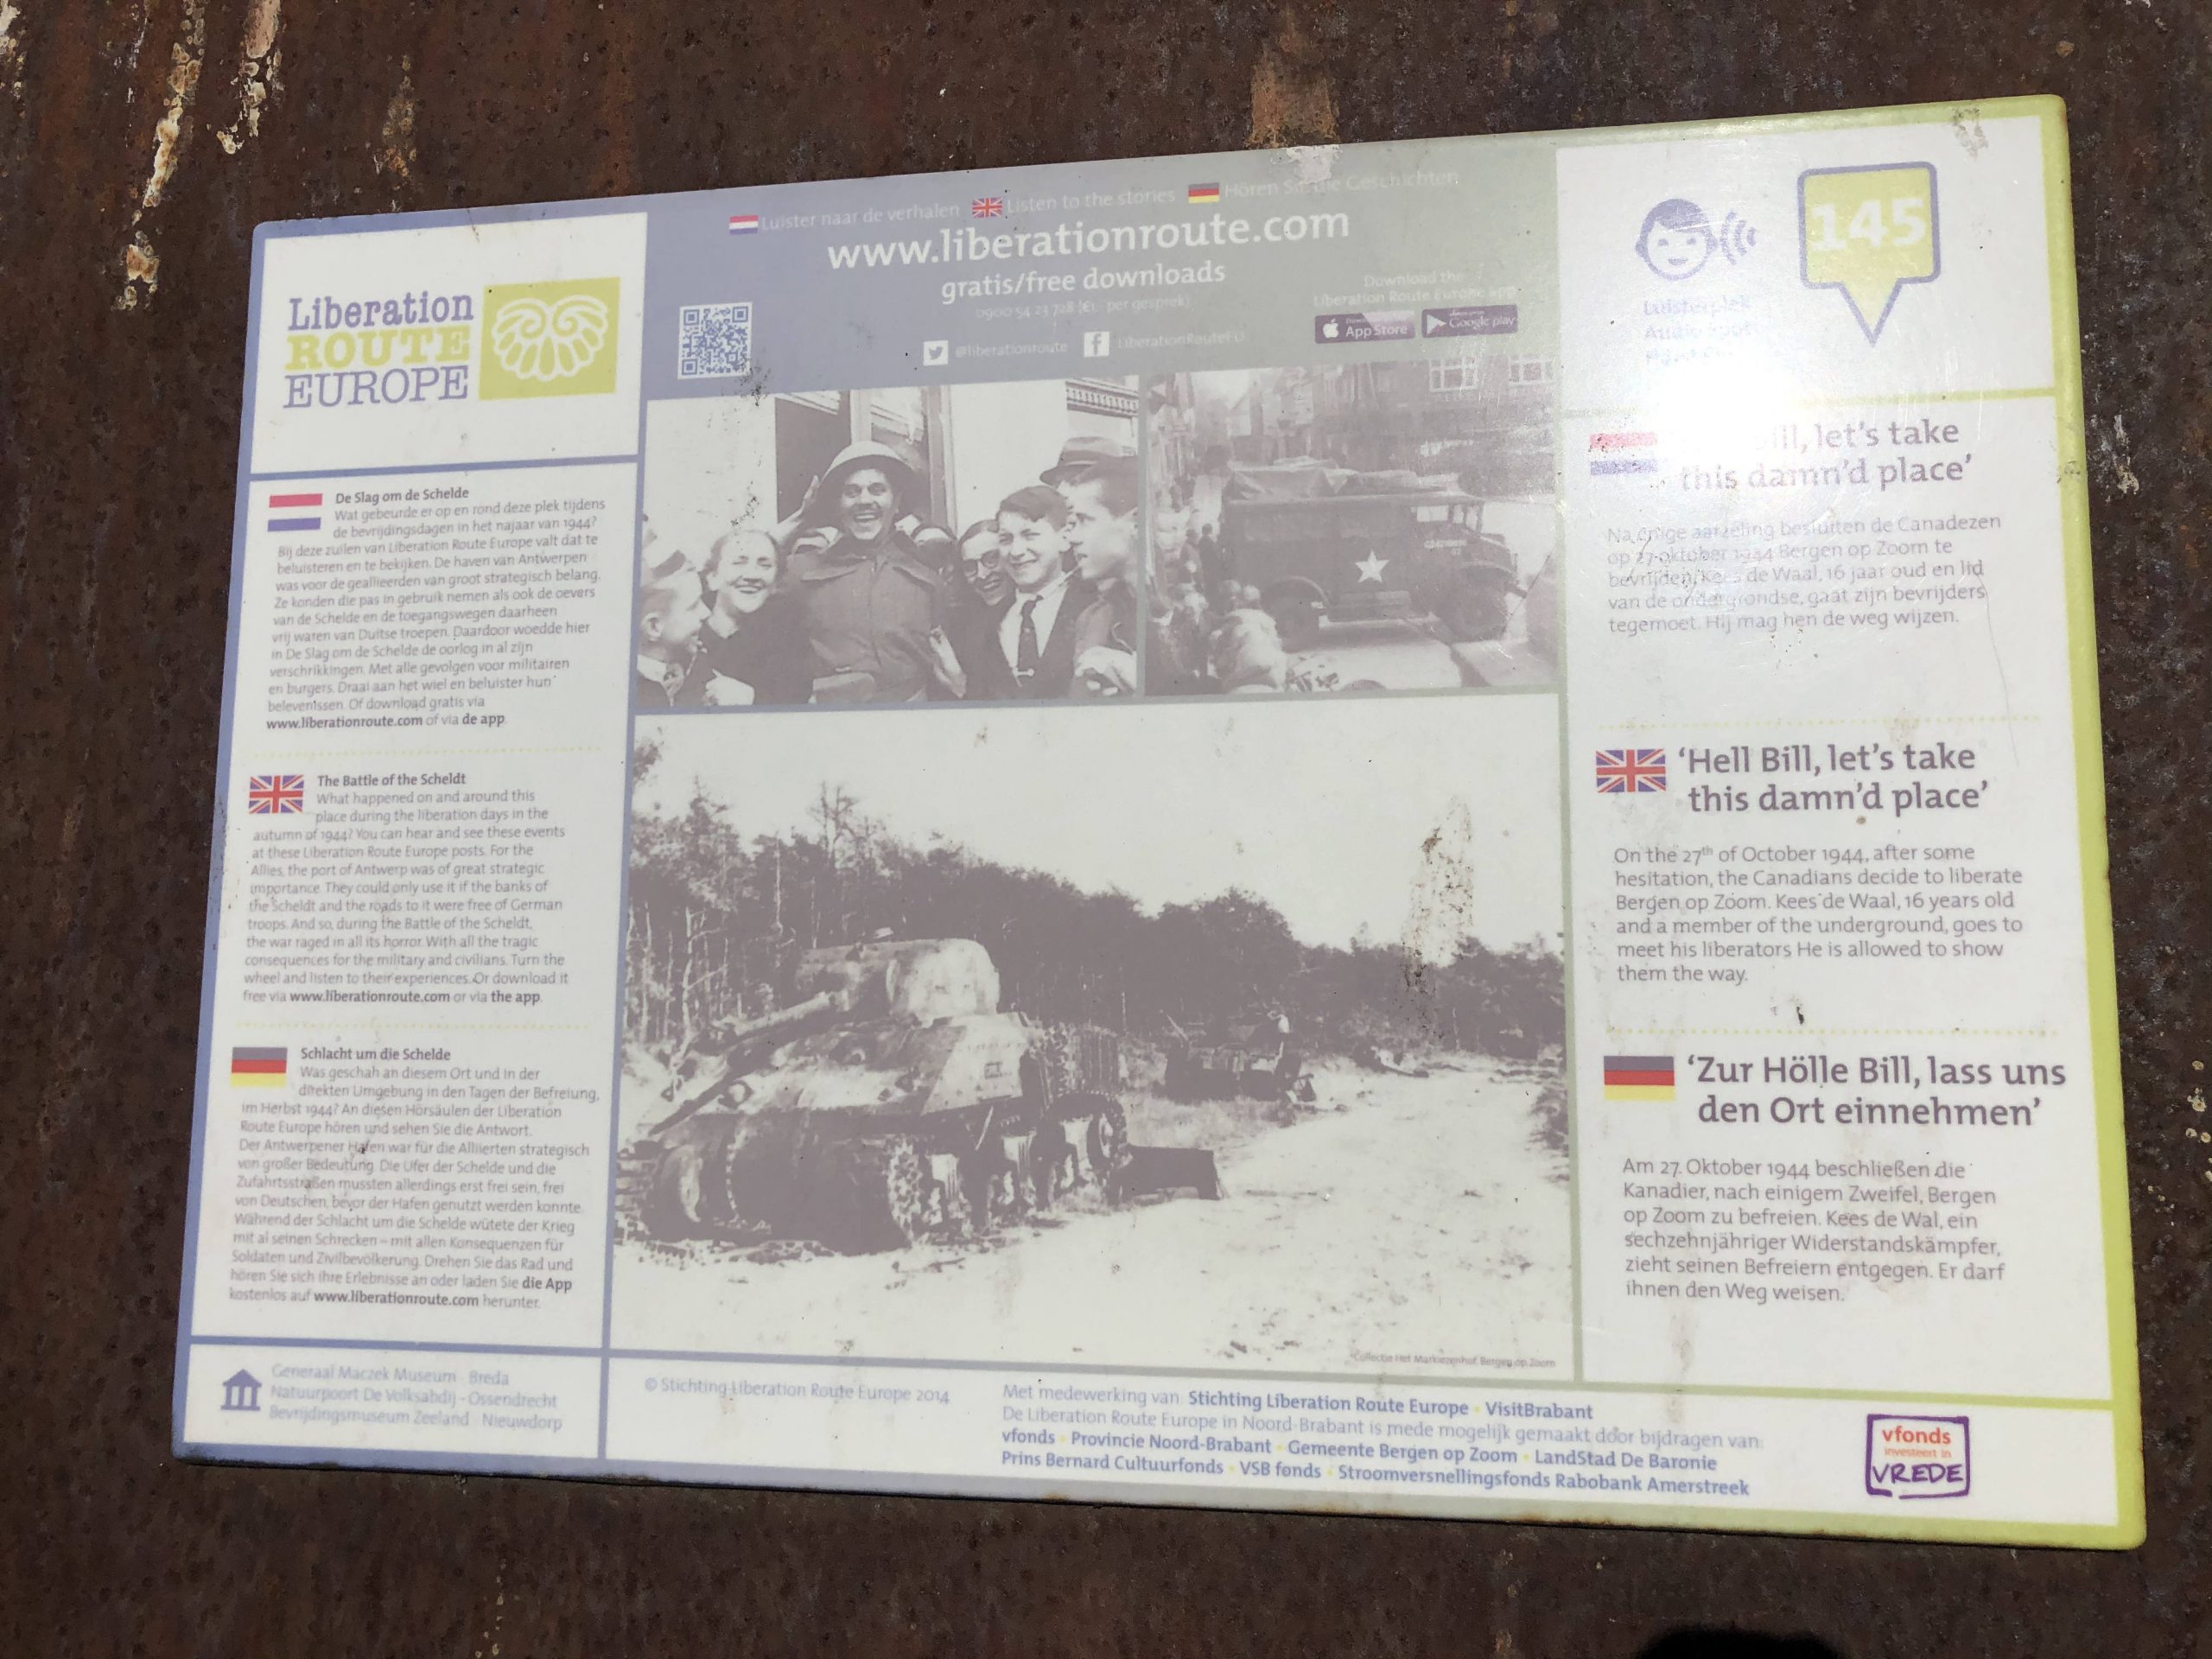 Liberation
ROUTE
EUROPE
De Slag om de Schelde
Wat gebeurde er op en rond deze plek tijdens
de bevrijdingsdagen in het najaar van 1944?
Bij deze zuilen van Liberation Route Europe valt dat te
beluisteren en te bekijken. De haven van Antwerpen
was voor de geallieerden van groot strategisch belang.
Ze konden die pas in gebruik nemen als ook de oevers
van de Schelde en de toegangswegen daarheen
vrij waren van Duitse troepen. Daardoor woedde hier
in De Slag om de Schelde de oorlog in al zijn
verschrikkingen. Met alle gevolgen voor militairen
en burgers. Draai aan het wiel en beluister hun
belevenissen. Of download gratis via
www.liberationroute.com of via de app.
The Battle of the Scheldt
What happened on and around this
place during the liberation days in the
autumn of 1944? You can hear and see these events
at these Liberation Route Europe posts. For the
Allies, the port of Antwerp was of great strategic
importance. They could only use it if the banks of
the Scheldt and the roads to it were free of German
troops. And so, during the Battle of the Scheldt,
the war raged in all its horror. With all the tragic
consequences for the military and civilians. Turn the
wheel and listen to their experiences. Or download it
free via www.liberationroute.com or via the app.
Schlacht um die Schelde
Was geschah an diesem Ort und in der
direkten Umgebung in den Tagen der Befreiung,
im Herbst 1944? An diesen Hörsäulen der Liberation
Route Europe hören und sehen Sie die Antwort.
Der Antwerpener Hafen war für die Alliierten strategisch
von großer Bedeutung. Die Ufer der Schelde und die
Zufahrtsstraßen mussten allerdings erst frei sein, frei
von Deutschen, bevor der Hafen genutzt werden konnte.
Während der Schlacht um die Schelde wütete der Krieg
mit al seinen Schrecken – mit allen Konsequenzen für
Soldaten und Zivilbevölkerung. Drehen Sie das Rad und
hören Sie sich ihre Erlebnisse an oder laden Sie die App
kostenlos auf www.liberationroute.com herunter.
Generaal Maczek Museum - Breda
Natuurpoort De Volksabdij - Ossendrecht
Bevrijdingsmuseum Zeeland - Nieuwdorp
Luister naar de verhalen Listen to the stories Hören Sie die Geschichten
www.liberationroute.com
gratis/free downloads
0900 54 23 728 (€1,- per gesprek)
@liberationroute LiberationRouteEU
Download the
Liberation Route Europe app
App Store
Google play
*Collectie Het Markiezenhof, Bergen op Zoom
© Stichting Liberation Route Europe 2014
Met medewerking van: Stichting Liberation Route Europe • VisitBrabant
De Liberation Route Europe in Noord-Brabant is mede mogelijk gemaakt door bijdragen van:
vfonds • Provincie Noord-Brabant • Gemeente Bergen op Zoom • LandStad De Baronie
Prins Bernard Cultuurfonds • VSB fonds • Stroomversnellingsfonds Rabobank Amerstreek
145
Luisterplek
Audiospot
ill, let's take
this damn'd place'
Na enige aarzeling besluiten de Canadezen
op 27 oktober 1944 Bergen op Zoom te
bevrijden. Kees de Waal, 16 jaar oud en lid
van de ondergrondse, gaat zijn bevrijders
tegemoet. Hij mag hen de weg wijzen.
'Hell Bill, let's take
this damn'd place'
On the 27th of October 1944, after some
hesitation, the Canadians decide to liberate
Bergen op Zoom. Kees de Waal, 16 years old
and a member of the underground, goes to
meet his liberators He is allowed to show
them the way.
'Zur Hölle Bill, lass uns
den Ort einnehmen'
Am 27. Oktober 1944 beschließen die
Kanadier, nach einigem Zweifel, Bergen
op Zoom zu befreien. Kees de Wal, ein
sechzehnjähriger Widerstandskämpfer,
zieht seinen Befreiern entgegen. Er darf
ihnen den Weg weisen.
vfonds
investeert in
VREDE